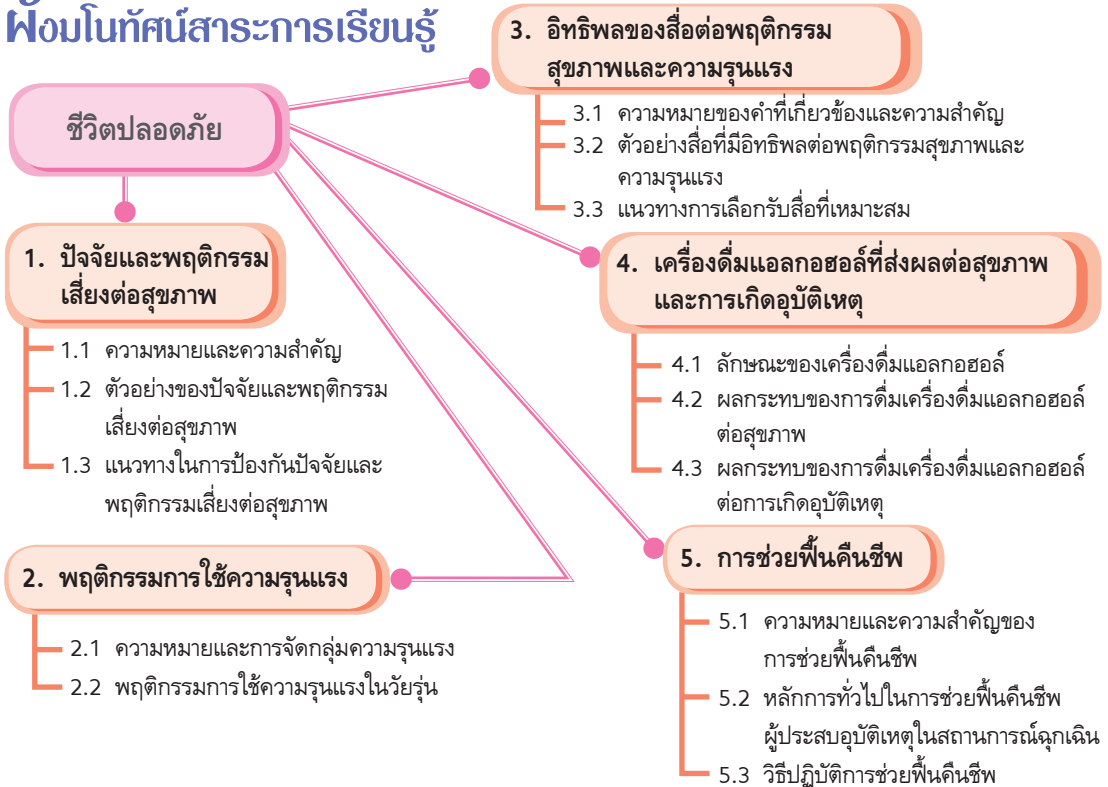 ผังมโนทัศน์สาระการเรียนรู้
ชีวิตปลอดภัย
1. ปัจจัยและพฤติกรรม
เสี่ยงต่อสุขภาพ
1.1 ความหมายและความสำคัญ
1.2 ตัวอย่างของปัจจัยและพฤติกรรม
เสี่ยงต่อสุขภาพ
1.3 แนวทางในการป้องกันปัจจัยและ
พฤติกรรมเสี่ยงต่อสุขภาพ
2. พฤติกรรมการใช้ความรุนแรง
2.1 ความหมายและการจัดกลุ่มความรุนแรง
2.2 พฤติกรรมการใช้ความรุนแรงในวัยรุ่น
3. อิทธิพลของสื่อต่อพฤติกรรม
สุขภาพและความรุนแรง
3.1 ความหมายของคำที่เกี่ยวข้องและความสำคัญ
3.2 ตัวอย่างสื่อที่มีอิทธิพลต่อพฤติกรรมสุขภาพและ
ความรุนแรง
3.3 แนวทางการเลือกรับสื่อที่เหมาะสม
4. เครื่องดื่มแอลกอฮอล์ที่ส่งผลต่อสุขภาพ
และการเกิดอุบัติเหตุ
4.1 ลักษณะของเครื่องดื่มแอลกอฮอล์
4.2 ผลกระทบของการดื่มเครื่องดื่มแอลกอฮอล์
ต่อสุขภาพ
4.3 ผลกระทบของการดื่มเครื่องดื่มแอลกอฮอล์
ต่อการเกิดอุบัติเหตุ
5. การช่วยฟื้นคืนชีพ
5.1 ความหมายและความสำคัญของ
การช่วยฟื้นคืนชีพ
5.2 หลักการทั่วไปในการช่วยฟื้นคืนชีพ
ผู้ประสบอุบัติเหตุในสถานการณ์ฉุกเฉิน
5.3 วิธีปฏิบัติการช่วยฟื้นคืนชีพ